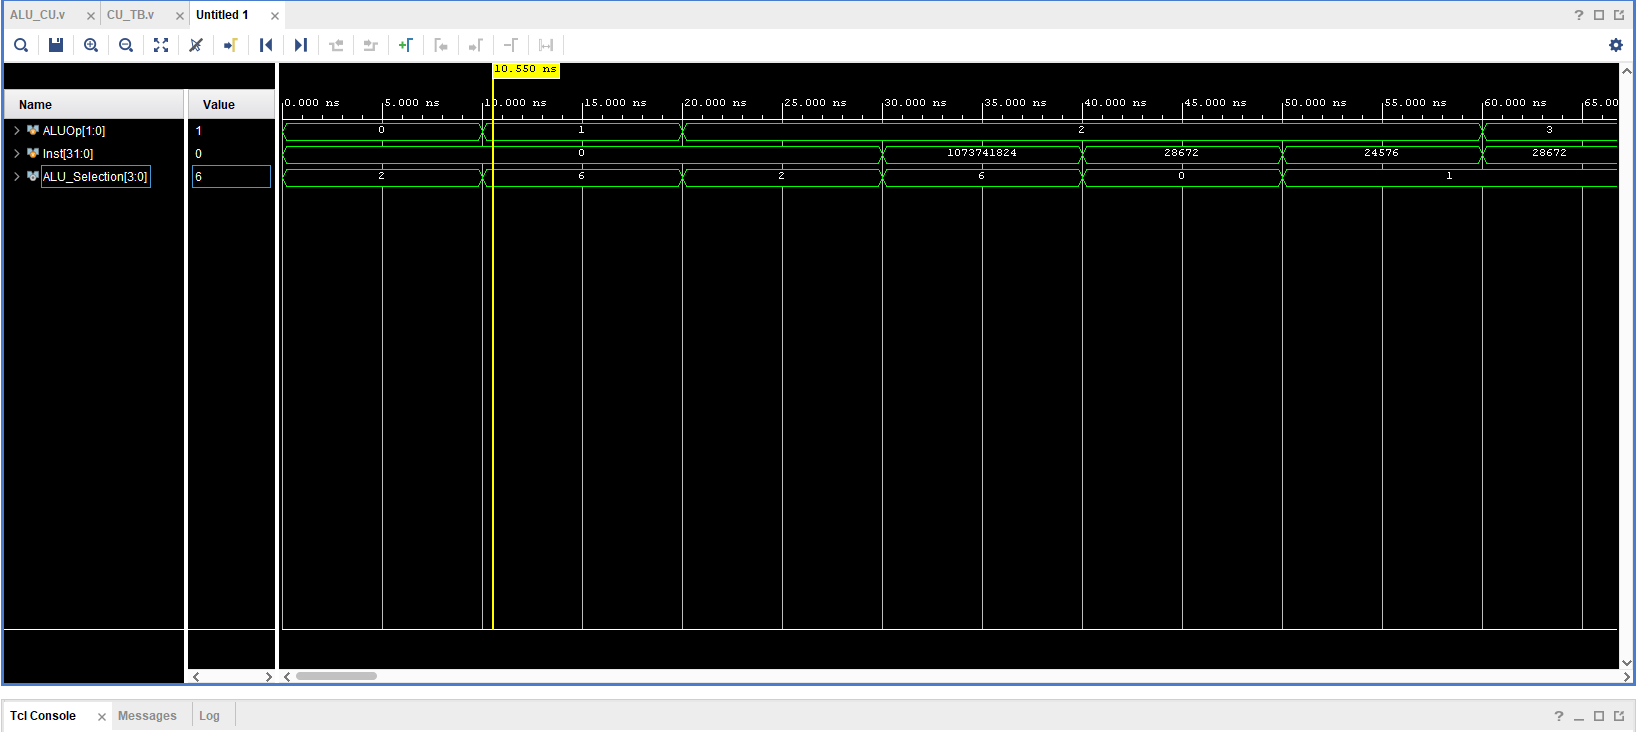 ALU_CU.v CU_TB.v Untitled 1
10.550 ns
Name Value 0.000 ns 5.000 ns 10.000 ns 15.000 ns 20.000 ns 25.000 ns 30.000 ns 35.000 ns 40.000 ns 45.000 ns 50.000 ns 55.000 ns 60.000 ns 65.00
ALUOp[1:0] 1 0 1 2 3
Inst[31:0] 0 0 1073741824 28672 24576 28672
ALU_Selection[3:0] 6 2 6 2 6 0 1
Tcl Console Messages Log